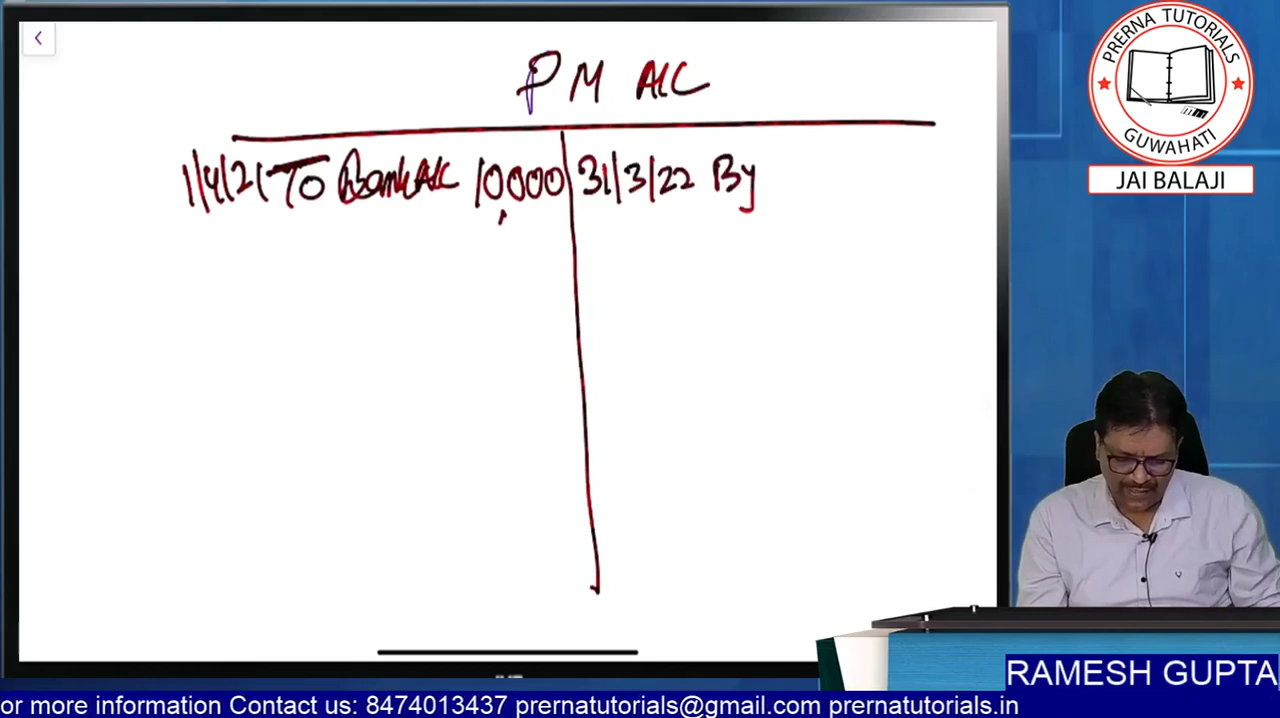 P M A/C
1/4/21 To Bank A/C 10,000 31/3/22 By
PRERNA TUTORIALS
GUWAHATI
JAI BALAJI
RAMESH GUPTA
or more information Contact us: 8474013437 prernatutorials@gmail.com prernatutorials.in